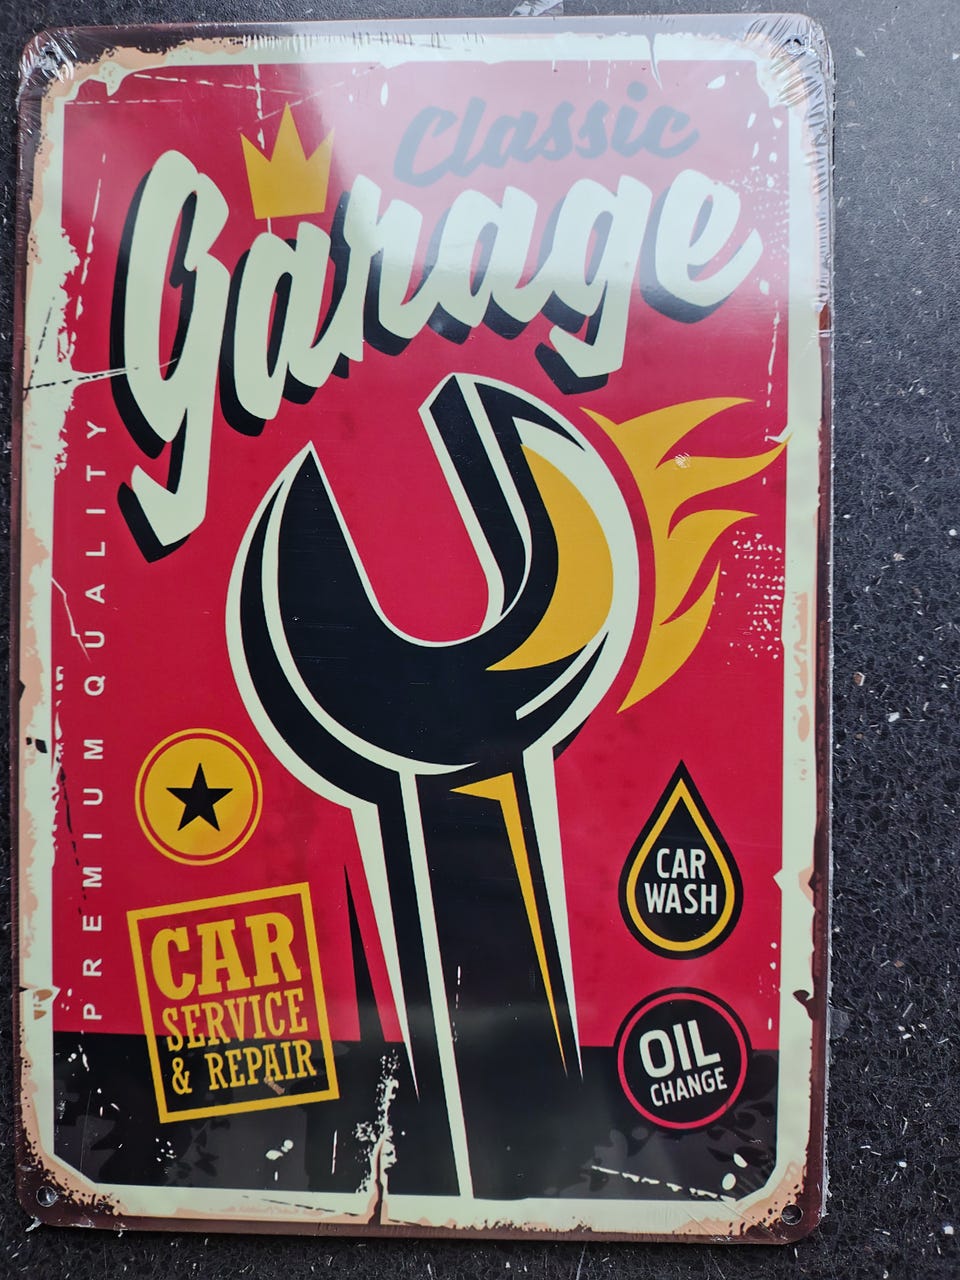 Classic
Garage
PREMIUM QUALITY
CAR
WASH
CAR
SERVICE
& REPAIR
OIL
CHANGE